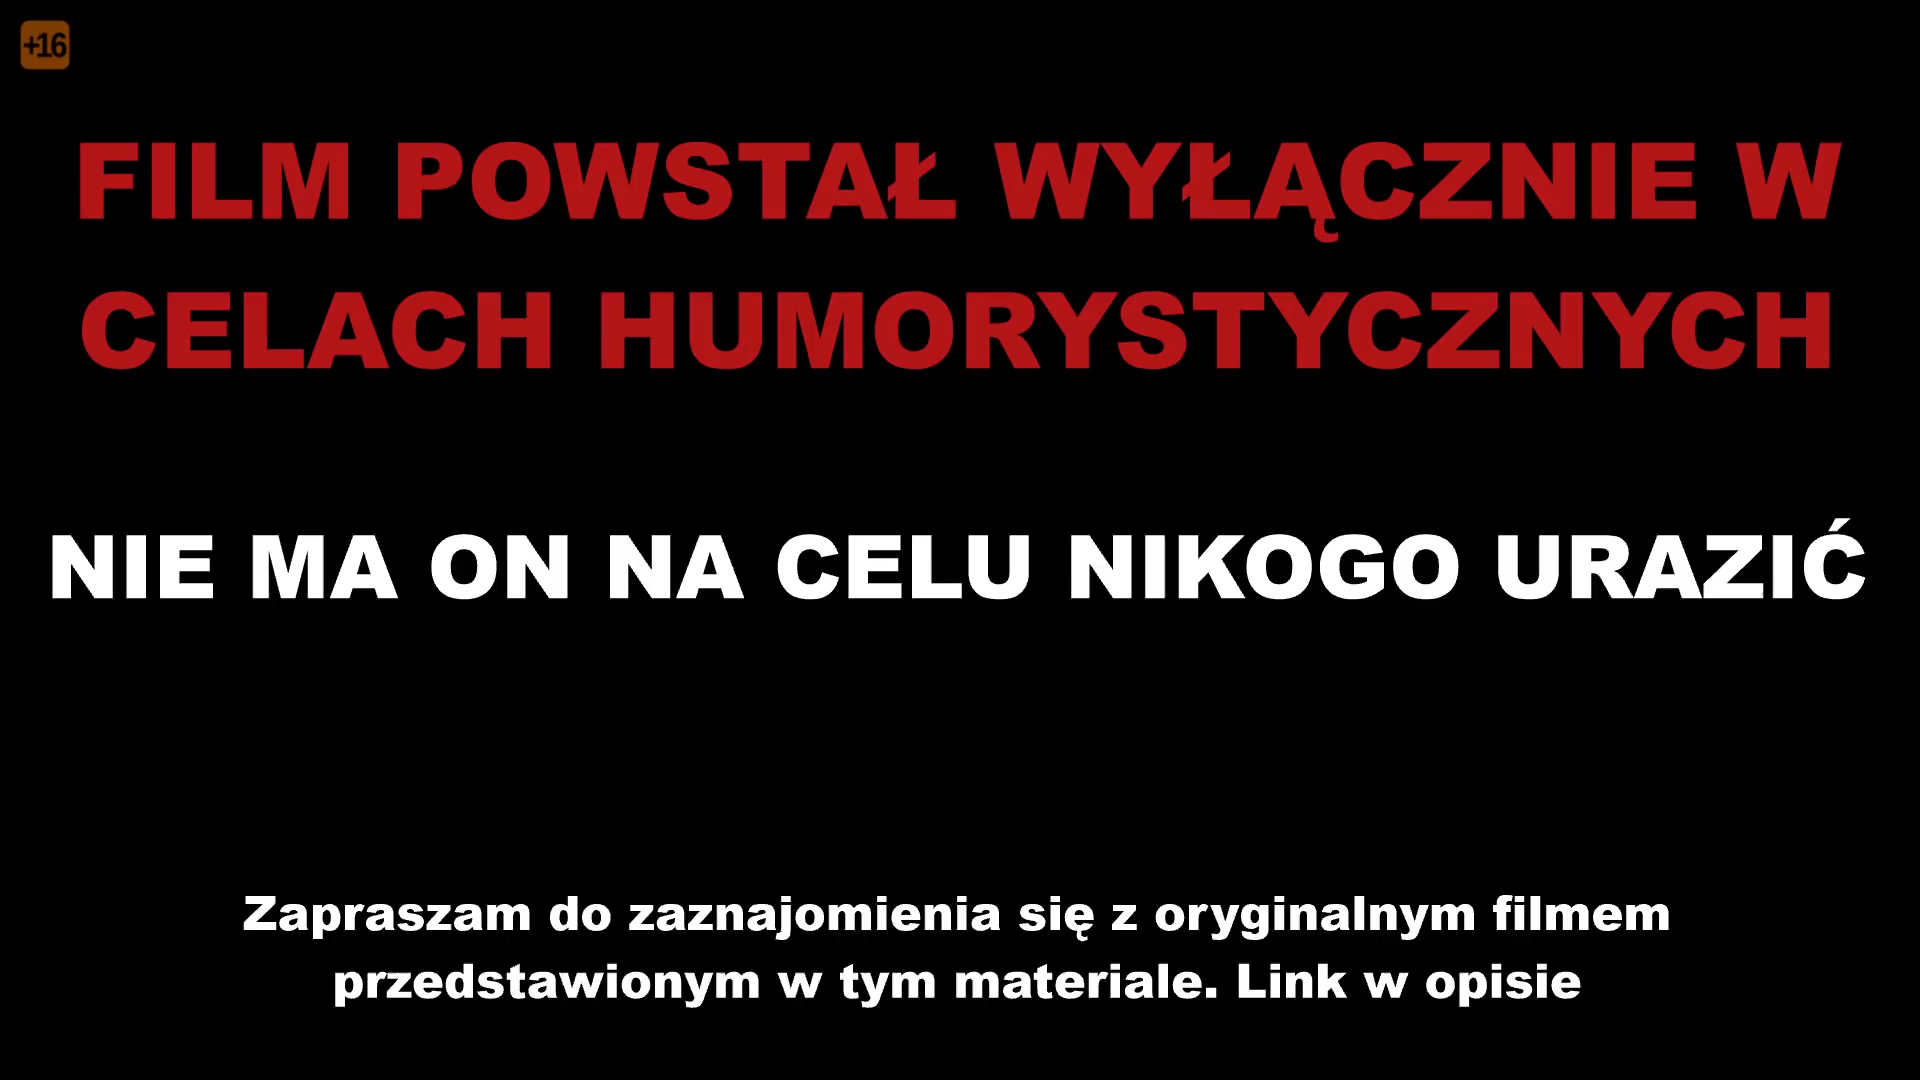 +16
FILM POWSTAŁ WYŁĄCZNIE W
CELACH HUMORYSTYCZNYCH
NIE MA ON NA CELU NIKOGO URAZIĆ
Zapraszam do zaznajomienia się z oryginalnym filmem
przedstawionym w tym materiale. Link w opisie